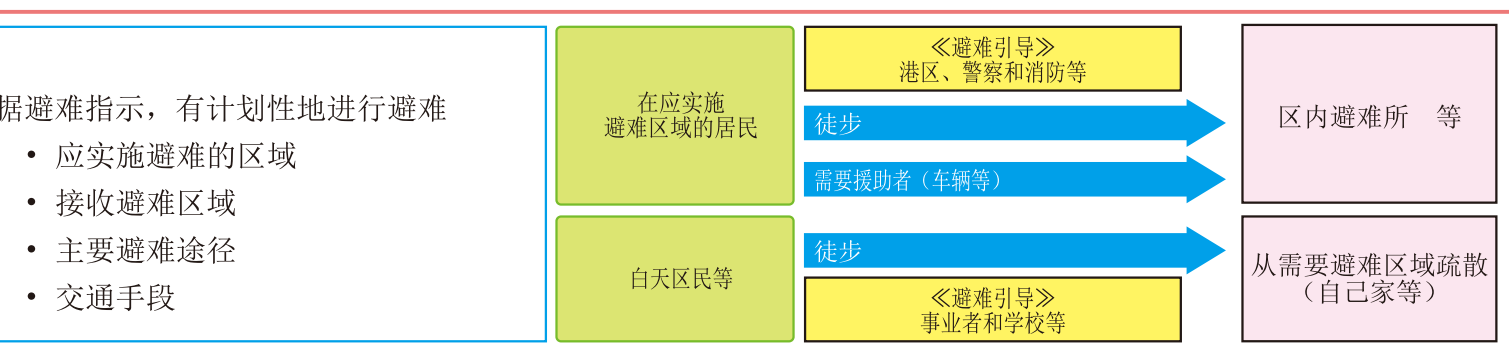 据避难指示，有计划性地进行避难
• 应实施避难的区域
• 接收避难区域
• 主要避难途径
• 交通手段
在应实施
避难区域的居民
白天区民等
≪避难引导≫
港区、警察和消防等
徒步
需要援助者（车辆等）
徒步
≪避难引导≫
事业者和学校等
区内避难所　等
从需要避难区域疏散
（自己家等）